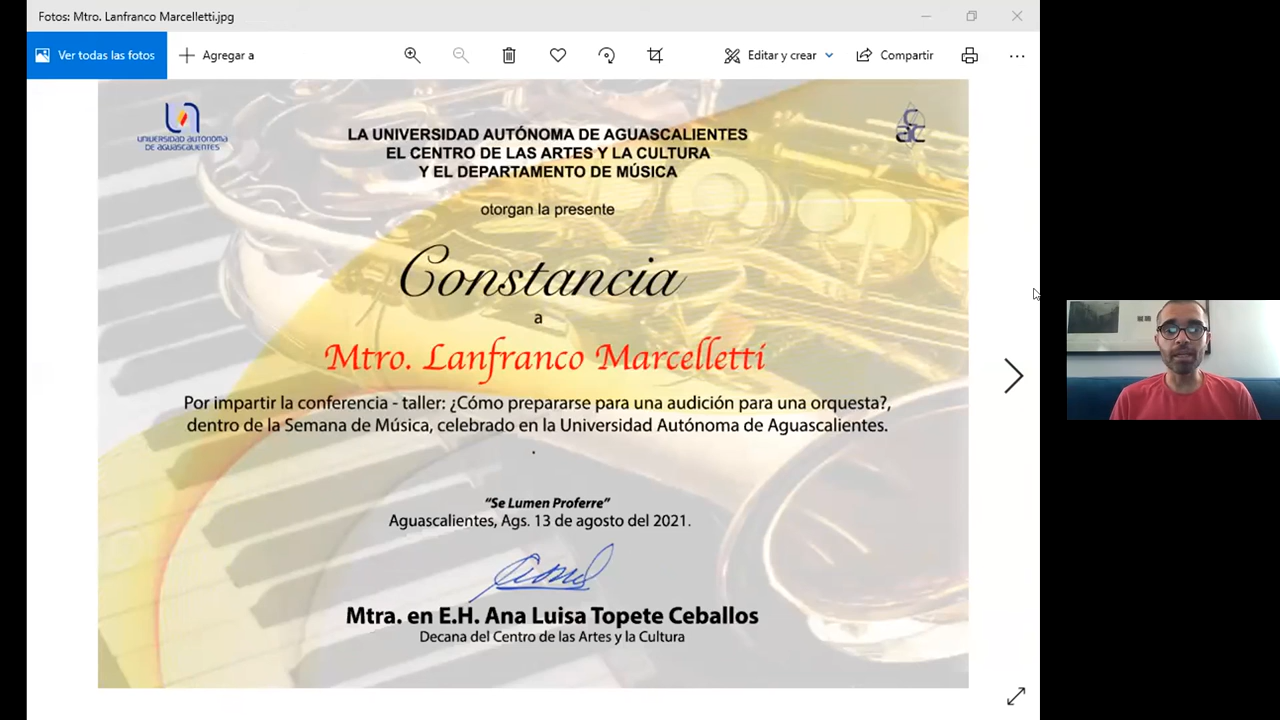 Fotos: Mtro. Lanfranco Marcelletti.jpg
Ver todas las fotos
Agregar a
Editar y crear
Compartir
UNIVERSIDAD AUTÓNOMA
DE AGUASCALIENTES
cac
LA UNIVERSIDAD AUTÓNOMA DE AGUASCALIENTES
EL CENTRO DE LAS ARTES Y LA CULTURA
Y EL DEPARTAMENTO DE MÚSICA
otorgan la presente
Constancia
a
Mtro. Lanfranco Marcelletti
Por impartir la conferencia - taller: ¿Cómo prepararse para una audición para una orquesta?,
dentro de la Semana de Música, celebrado en la Universidad Autónoma de Aguascalientes.
.
“Se Lumen Proferre”
Aguascalientes, Ags. 13 de agosto del 2021.
Mtra. en E.H. Ana Luisa Topete Ceballos
Decana del Centro de las Artes y la Cultura